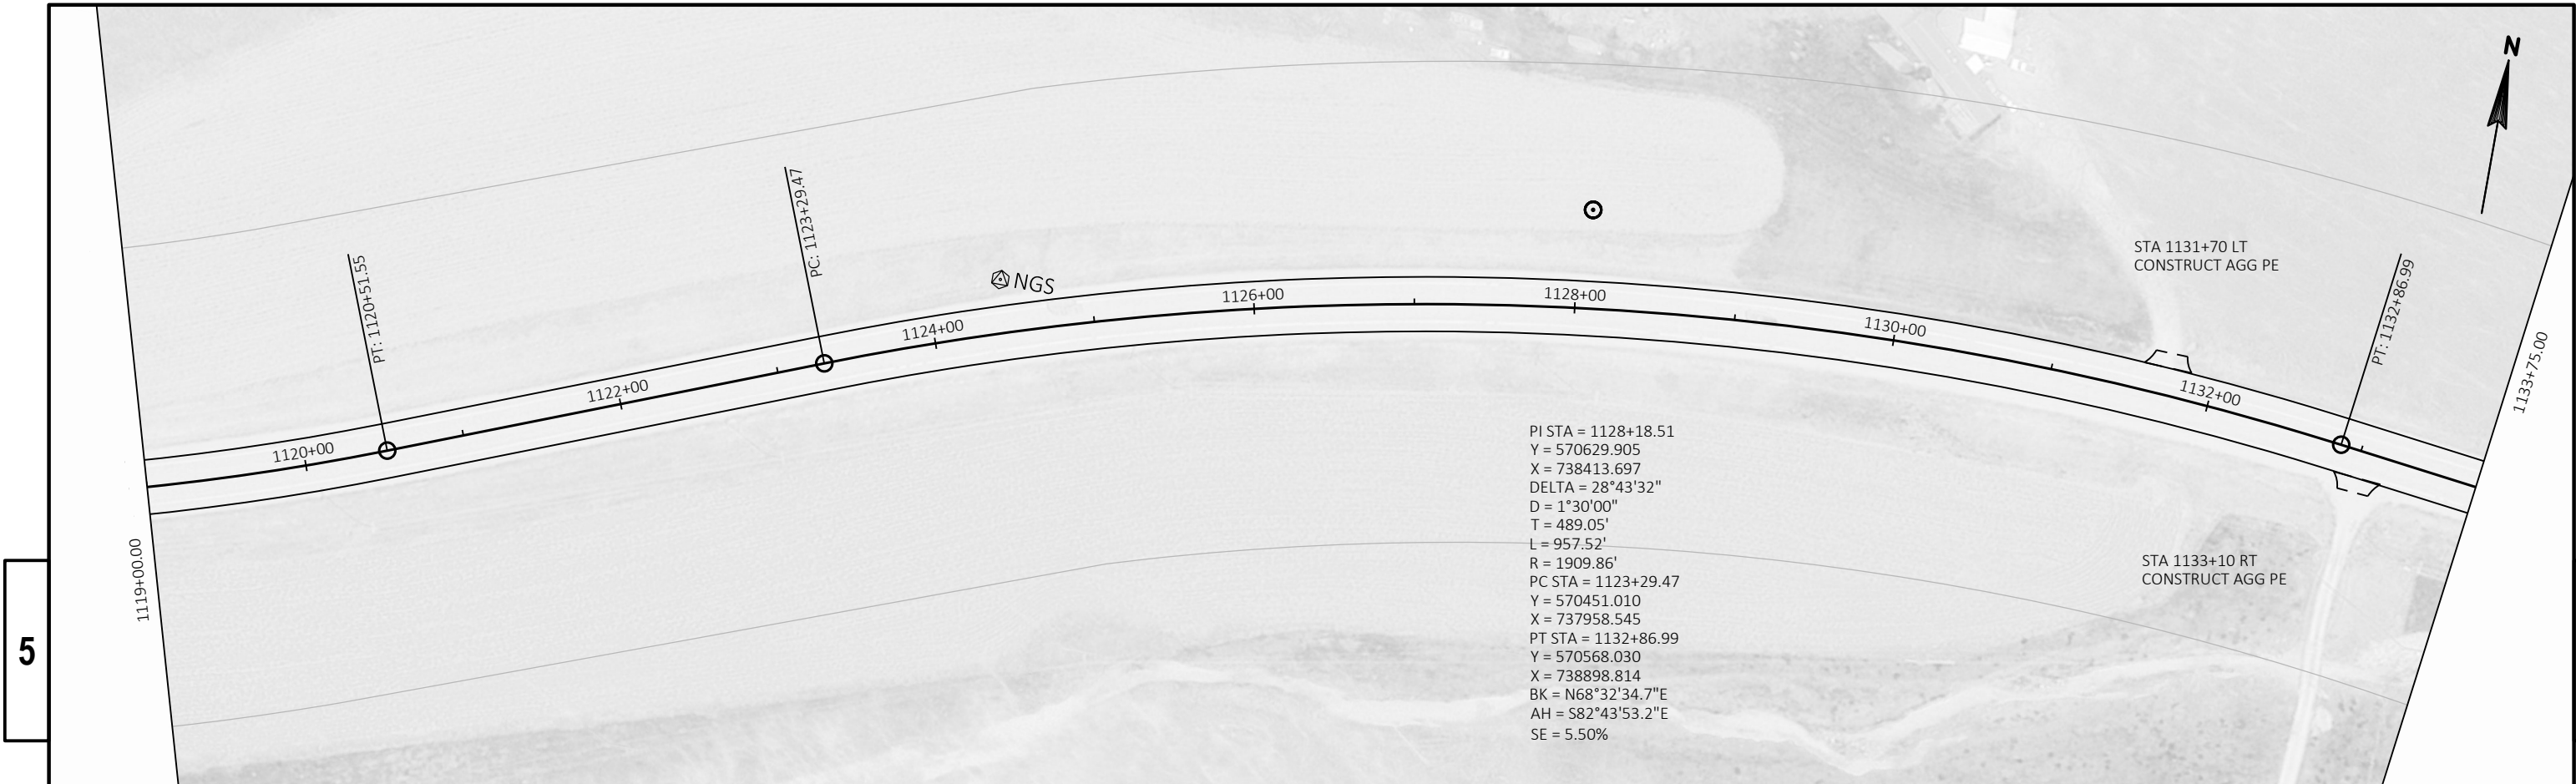 N
PT: 1120+51.55
PC: 1123+29.47
NGS
1120+00
1122+00
1124+00
1126+00
1128+00
1130+00
1132+00
STA 1131+70 LT
CONSTRUCT AGG PE
PT: 1132+86.99
1133+75.00
1119+00.00
5
PI STA = 1128+18.51
Y = 570629.905
X = 738413.697
DELTA = 28°43'32"
D = 1°30'00"
T = 489.05'
L = 957.52'
R = 1909.86'
PC STA = 1123+29.47
Y = 570451.010
X = 737958.545
PT STA = 1132+86.99
Y = 570568.030
X = 738898.814
BK = N68°32'34.7"E
AH = S82°43'53.2"E
SE = 5.50%
STA 1133+10 RT
CONSTRUCT AGG PE